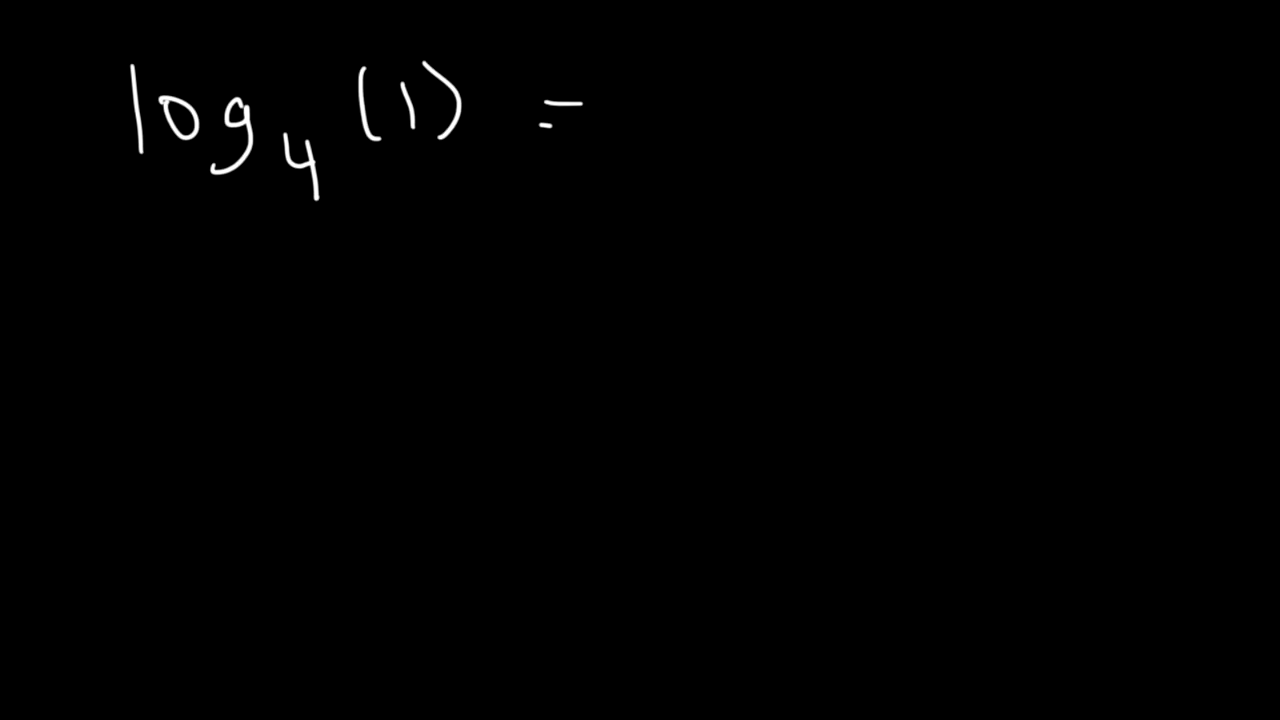 log₄ (1) =